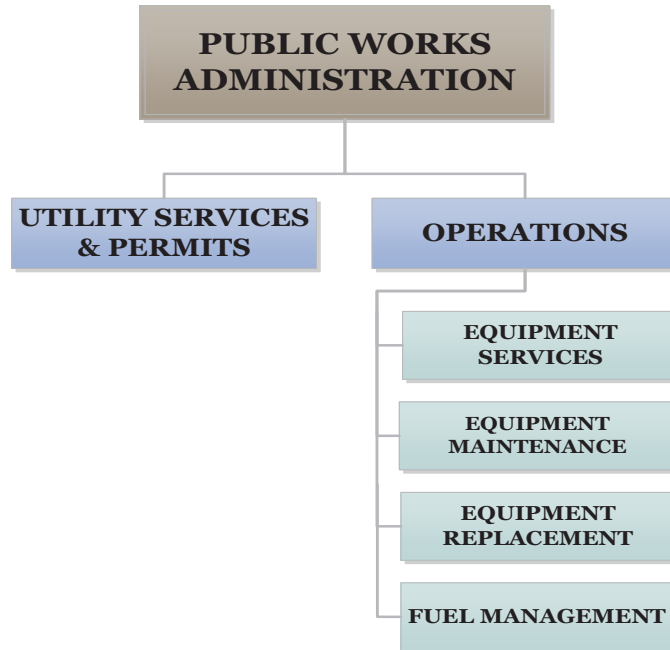 PUBLIC WORKS
ADMINISTRATION
UTILITY SERVICES
& PERMITS
OPERATIONS
EQUIPMENT
SERVICES
EQUIPMENT
MAINTENANCE
EQUIPMENT
REPLACEMENT
FUEL MANAGEMENT